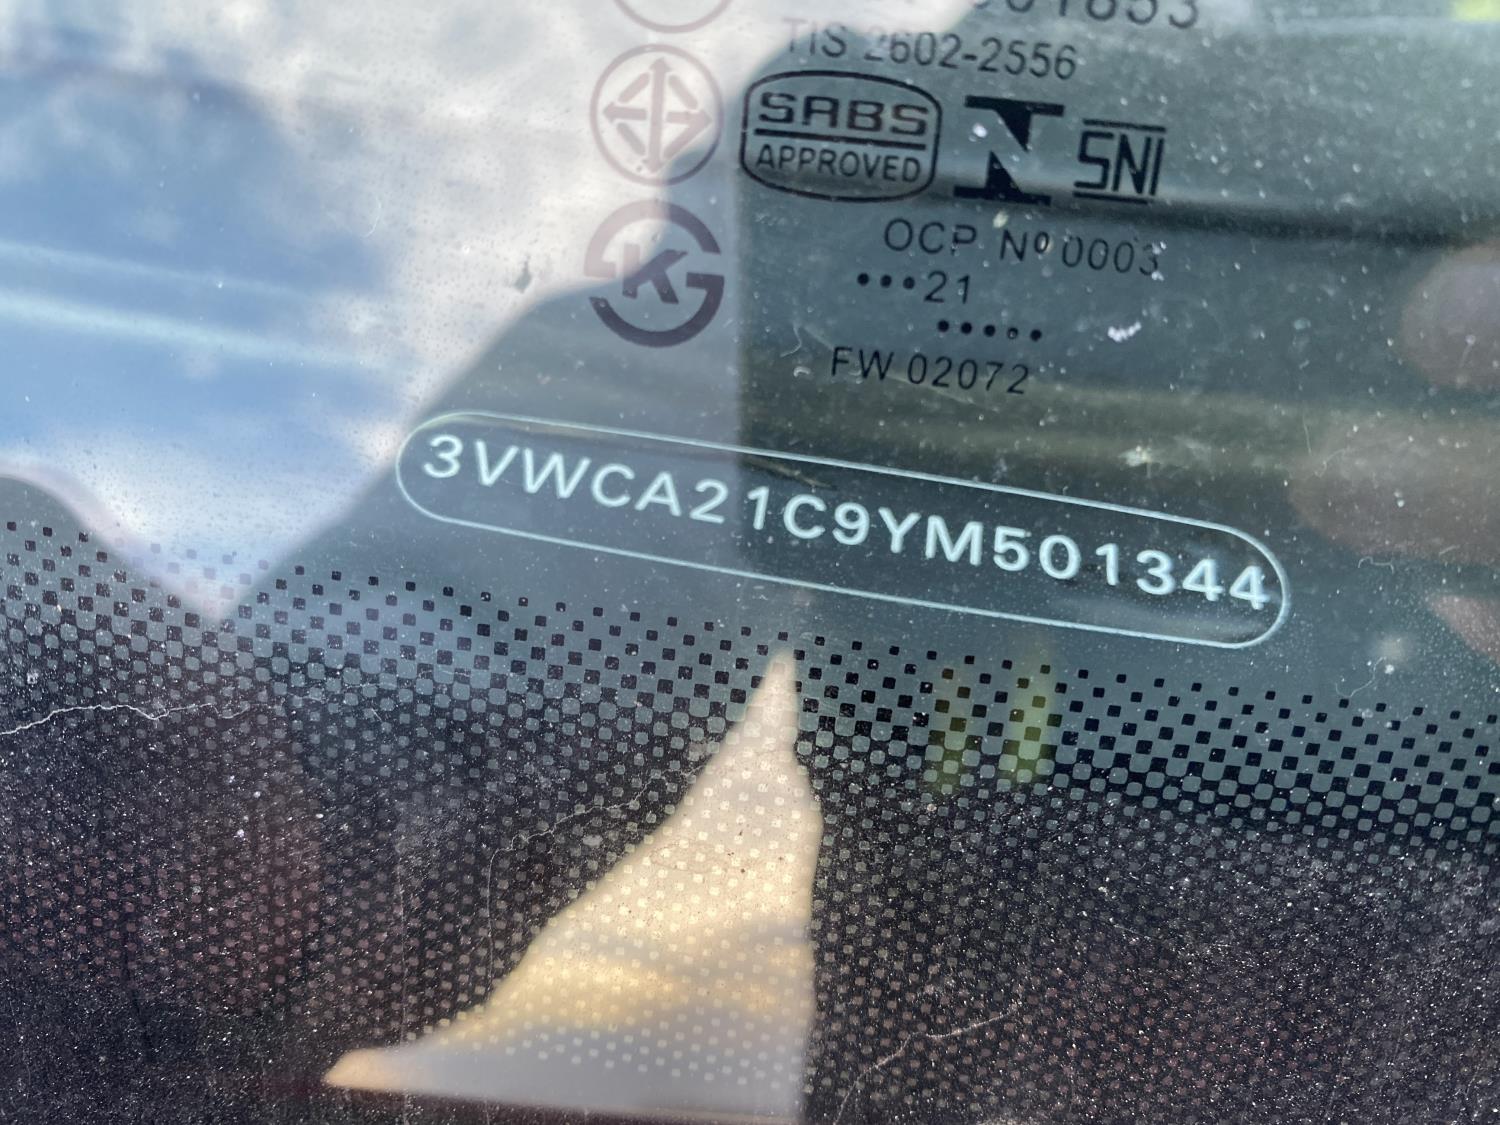 TIS 2602-2556
SABS
APPROVED
SNI
K
OCP Nº 0003
•••21
•••••
FW 02072
3VWCA21C9YM501344